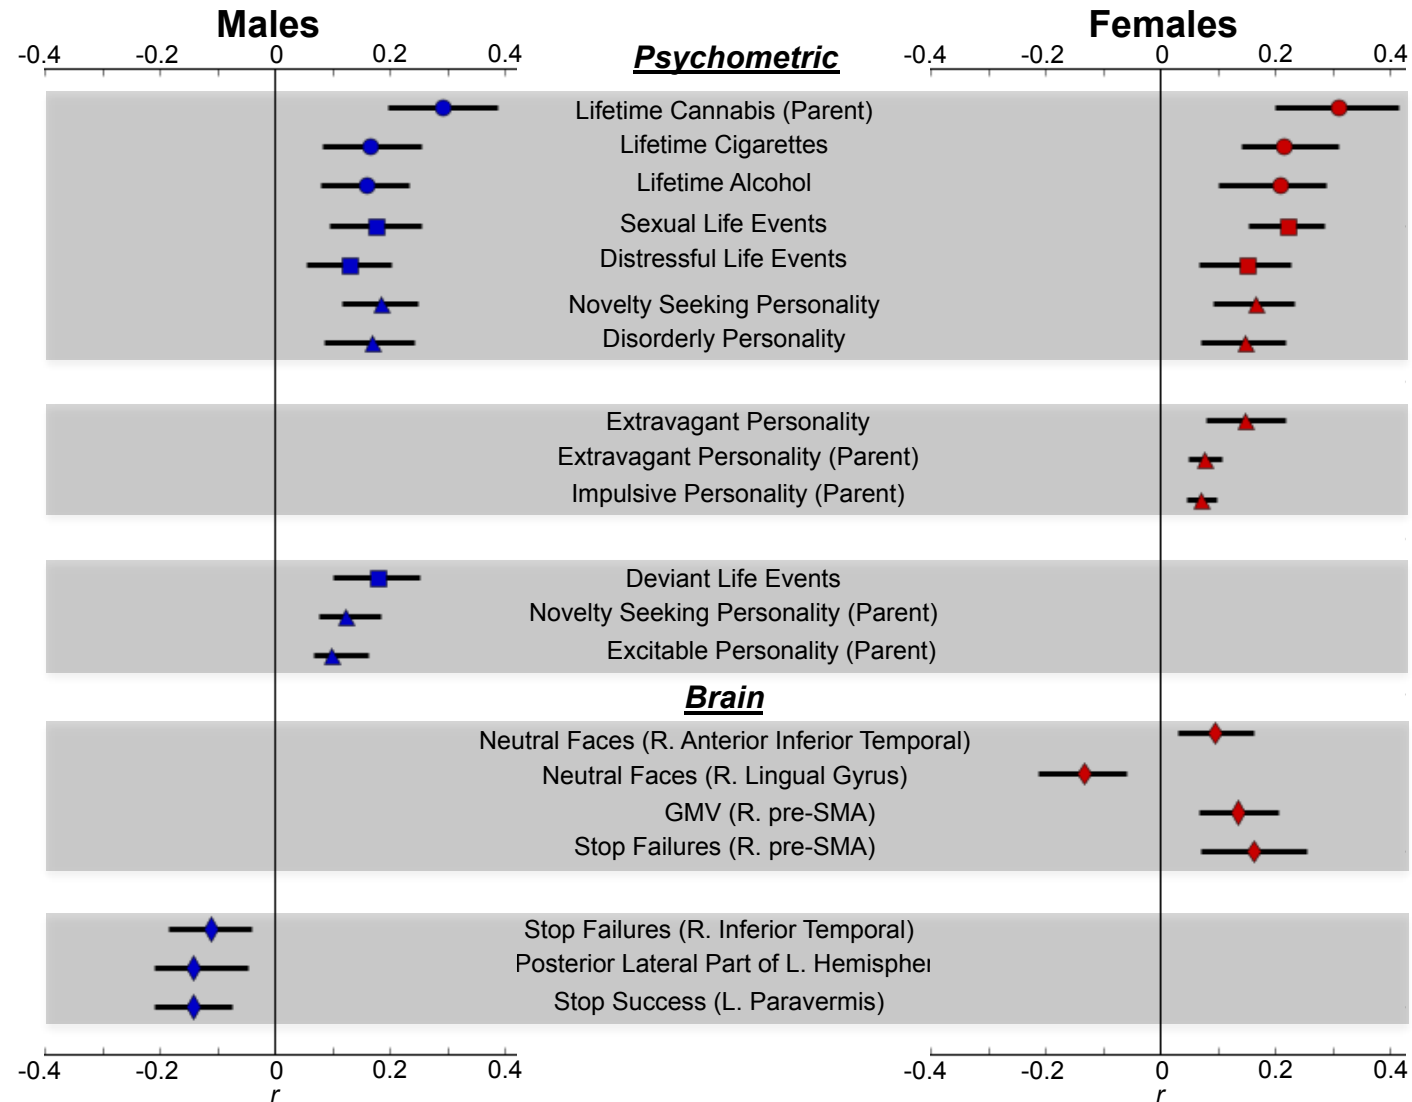 Males
Females
-0.4 -0.2 0 0.2 0.4
Psychometric
-0.4 -0.2 0 0.2 0.4
Lifetime Cannabis (Parent)
Lifetime Cigarettes
Lifetime Alcohol
Sexual Life Events
Distressful Life Events
Novelty Seeking Personality
Disorderly Personality
Extravagant Personality
Extravagant Personality (Parent)
Impulsive Personality (Parent)
Deviant Life Events
Novelty Seeking Personality (Parent)
Excitable Personality (Parent)
Brain
Neutral Faces (R. Anterior Inferior Temporal)
Neutral Faces (R. Lingual Gyrus)
GMV (R. pre-SMA)
Stop Failures (R. pre-SMA)
Stop Failures (R. Inferior Temporal)
Posterior Lateral Part of L. Hemispher
Stop Success (L. Paravermis)
-0.4 -0.2 0 0.2 0.4
-0.4 -0.2 0 0.2 0.4
r
r